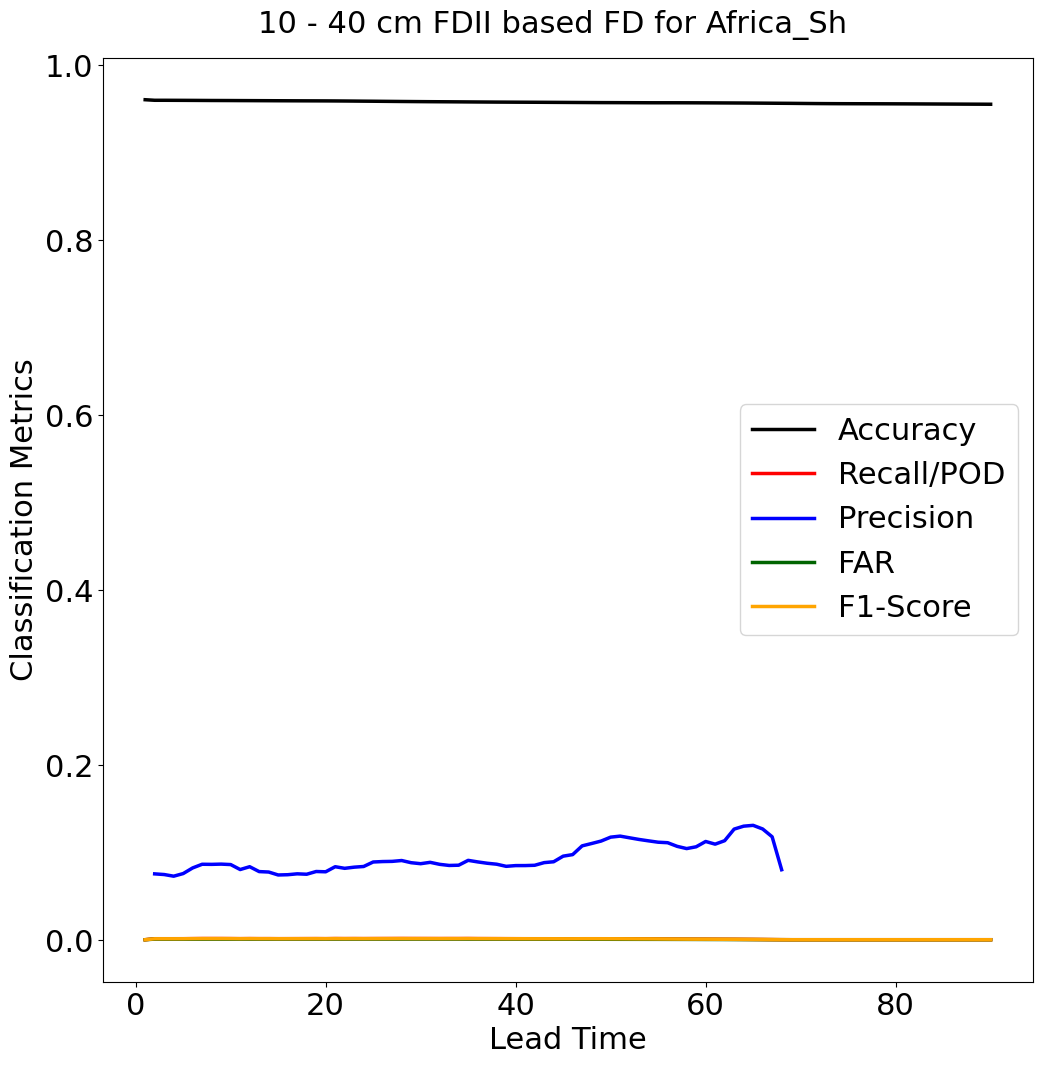 10 - 40 cm FDII based FD for Africa_Sh
1.0
0.8
0.6
0.4
0.2
0.0
Classification Metrics
Accuracy
Recall/POD
Precision
FAR
F1-Score
0 20 40 60 80
Lead Time